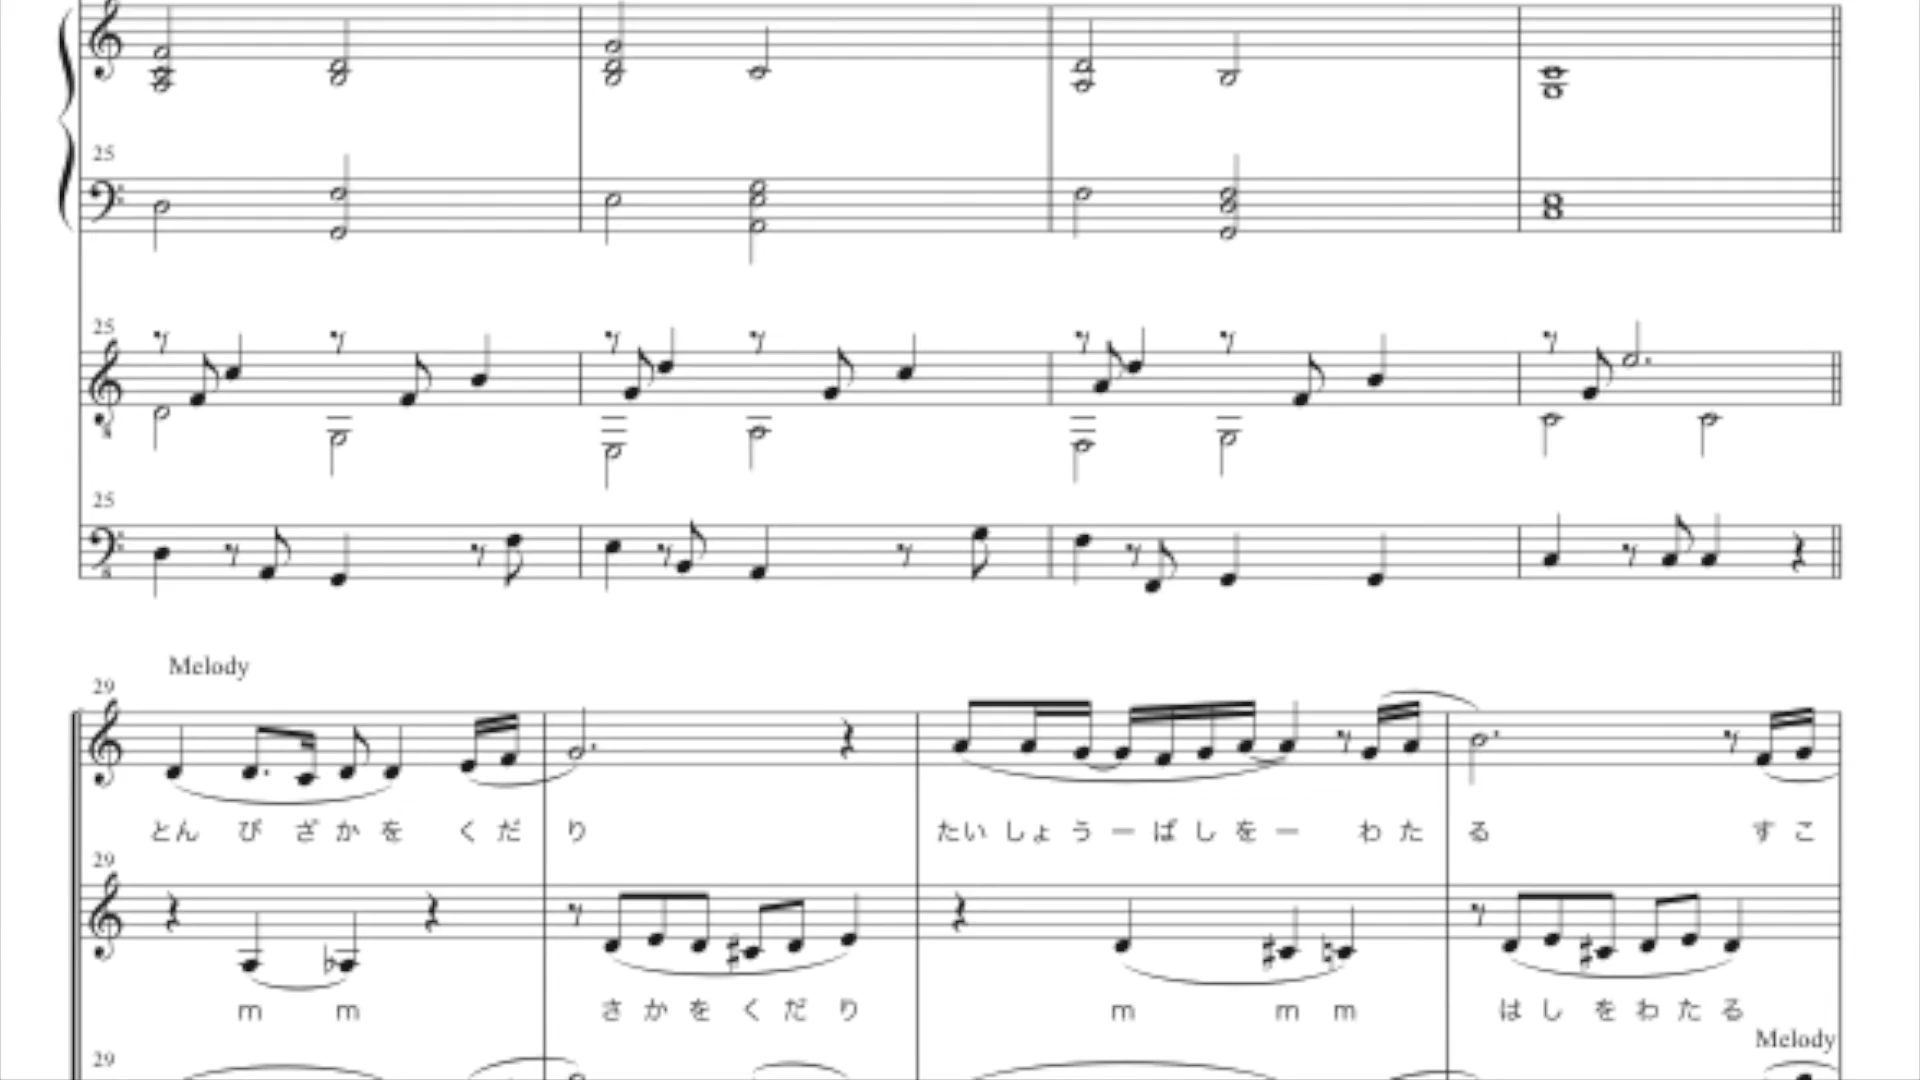 25
25
25
Melody
29
とん び ざ か を く だ り たい しょ う ー ば し を ー わ た る す こ
29
m m さ か を く だ り m m m は し を わ た る
Melody
29